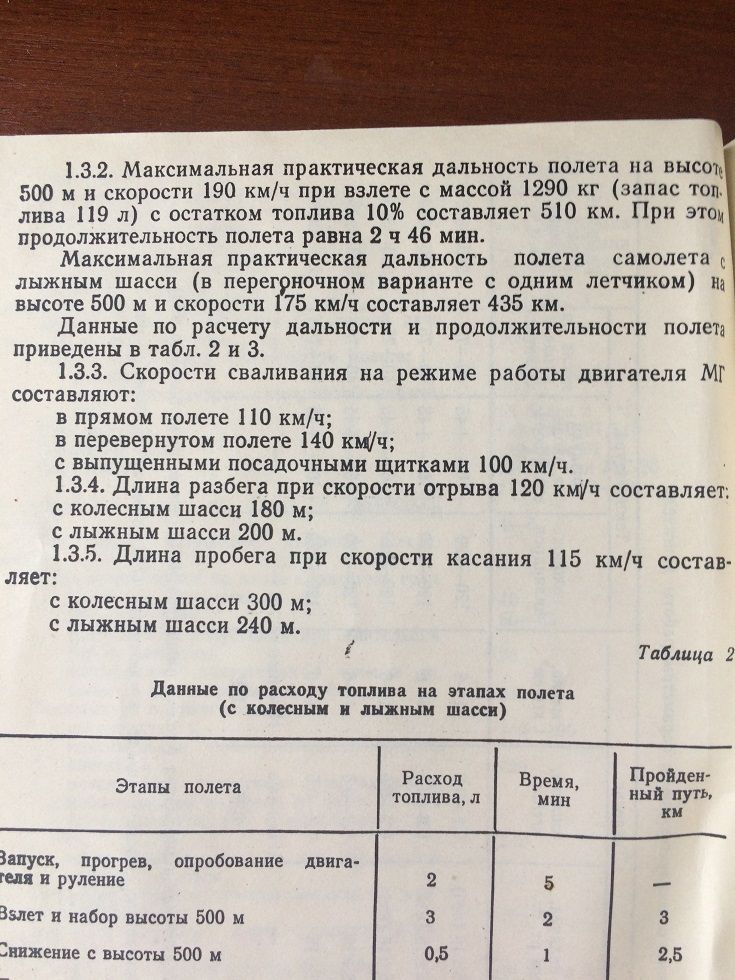 1.3.2. Максимальная практическая дальность полета на высоте
500 м и скорости 190 км/ч при взлете с массой 1290 кг (запас топ-
лива 119 л) с остатком топлива 10% составляет 510 км. При этом
продолжительность полета равна 2 ч 46 мин.
Максимальная практическая дальность полета самолета с
лыжным шасси (в перегоночном варианте с одним летчиком) на
высоте 500 м и скорости 175 км/ч составляет 435 км.
Данные по расчету дальности и продолжительности полета
приведены в табл. 2 и 3.
1.3.3. Скорости сваливания на режиме работы двигателя МГ
составляют:
в прямом полете 110 км/ч;
в перевернутом полете 140 км/ч;
с выпущенными посадочными щитками 100 км/ч.
1.3.4. Длина разбега при скорости отрыва 120 км/ч составляет:
с колесным шасси 180 м;
с лыжным шасси 200 м.
1.3.5. Длина пробега при скорости касания 115 км/ч состав-
ляет:
с колесным шасси 300 м;
с лыжным шасси 240 м.
Таблица 2
Данные по расходу топлива на этапах полета
(с колесным и лыжным шасси)
Этапы полета Расход топлива, л Время, мин Пройден-ный путь, км
Запуск, прогрев, опробование двига-
теля и руление 2 5 —
Взлет и набор высоты 500 м 3 2 3
Снижение с высоты 500 м 0,5 1 2,5